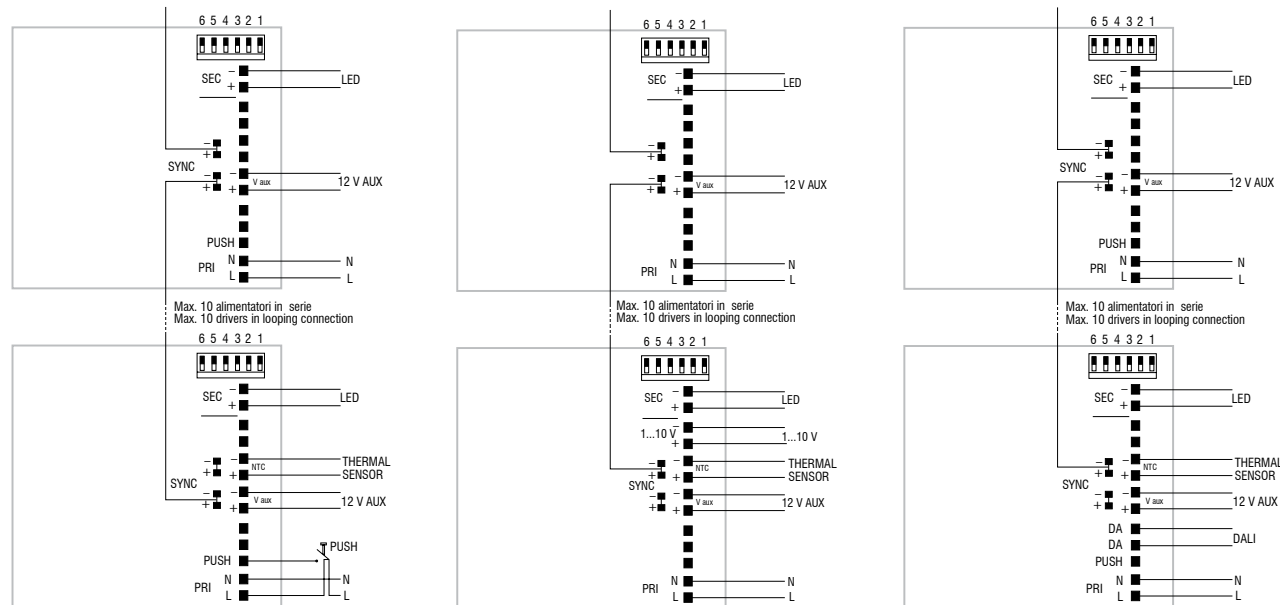 6 5 4 3 2 1
SEC - LED
+
SYNC
-
+
-
+
- V aux 12 V AUX
+
PUSH
PRI N N
L L
Max. 10 alimentatori in serie
Max. 10 drivers in looping connection
6 5 4 3 2 1
SEC - LED
+
-
+
NTC
- THERMAL
+ SENSOR
SYNC
-
+
- V aux 12 V AUX
+
PUSH PUSH
PRI N N
L L
6 5 4 3 2 1
SEC - LED
+
-
+
SYNC
-
+
- V aux 12 V AUX
+
PRI N N
L L
Max. 10 alimentatori in serie
Max. 10 drivers in looping connection
6 5 4 3 2 1
SEC - LED
+
1...10 V - 1...10 V
+
-
+
NTC
- THERMAL
+ SENSOR
SYNC
-
+
- V aux 12 V AUX
+
PRI N N
L L
6 5 4 3 2 1
SEC - LED
+
-
+
SYNC
-
+
- V aux 12 V AUX
+
PUSH
PRI N N
L L
Max. 10 alimentatori in serie
Max. 10 drivers in looping connection
6 5 4 3 2 1
SEC - LED
+
-
+
NTC
- THERMAL
+ SENSOR
SYNC
-
+
- V aux 12 V AUX
+
DA DALI
DA
PUSH
PRI N N
L L